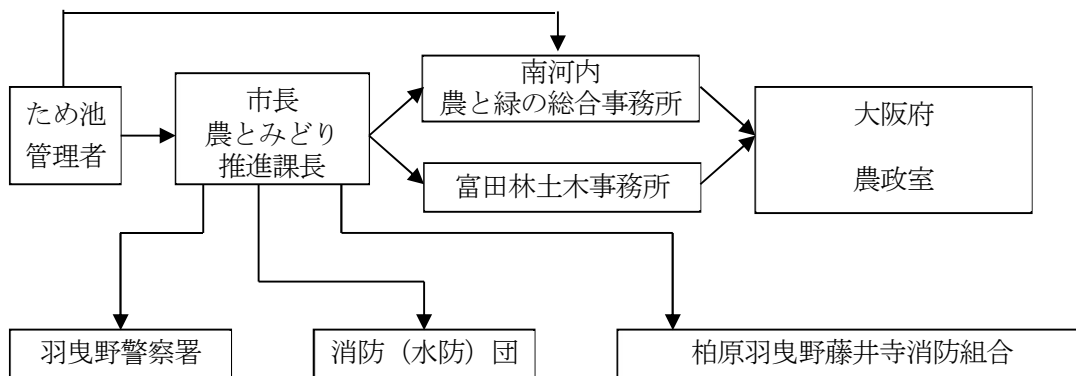 ため池
管理者
市長
農とみどり
推進課長
南河内
農と緑の総合事務所
富田林土木事務所
大阪府
農政室
羽曳野警察署
消防（水防）団
柏原羽曳野藤井寺消防組合